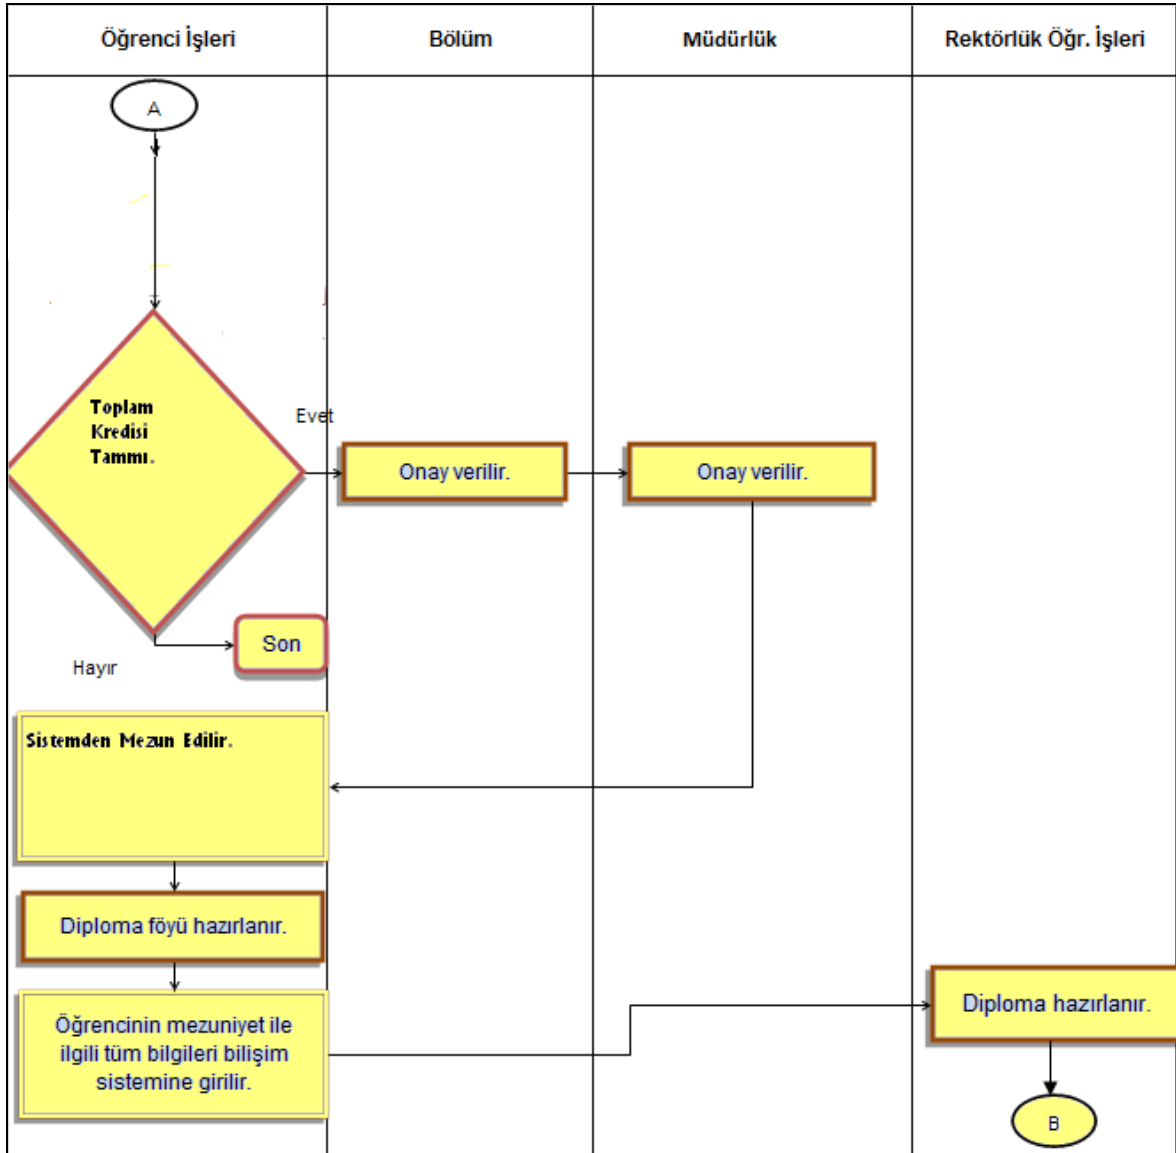 Öğrenci İşleri
Bölüm
Müdürlük
Rektörlük Öğr. İşleri
A
Toplam
Kredisi
Tammı.
Evet
Onay verilir.
Onay verilir.
Son
Hayır
Sistemden Mezun Edilir.
Diploma föyü hazırlanır.
Öğrencinin mezuniyet ile
ilgili tüm bilgileri bilişim
sistemine girilir.
Diploma hazırlanır.
B